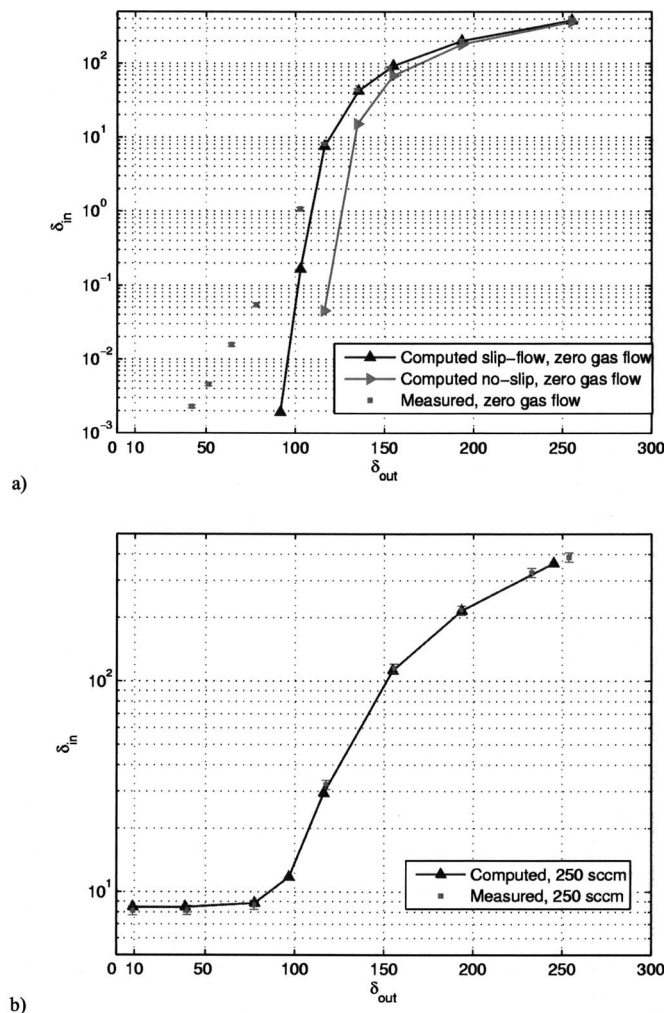 10²
10¹
10⁰
10⁻¹
10⁻²
10⁻³
δin
0 10 50 100 150 200 250 300
δout
Computed slip-flow, zero gas flow
Computed no-slip, zero gas flow
Measured, zero gas flow
a)
10²
10¹
δin
0 10 50 100 150 200 250 300
δout
Computed, 250 sccm
Measured, 250 sccm
b)